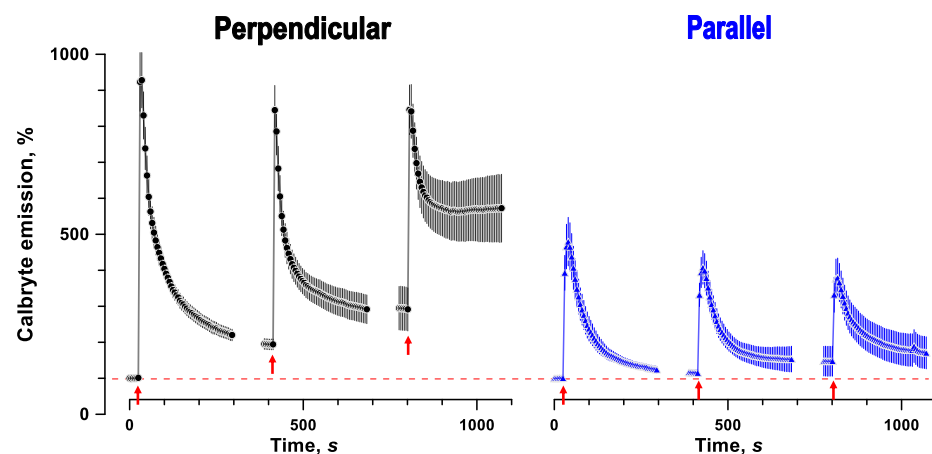 Perpendicular
Parallel
Calbryte emission, %
1000
500
0
0
500
1000
Time, s
0
500
1000
Time, s